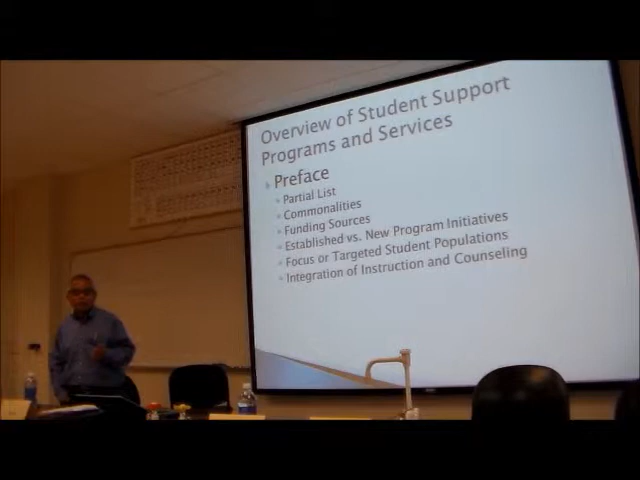 Overview of Student Support
Programs and Services
Preface
Partial List
Commonalities
Funding Sources
Established vs. New Program Initiatives
Focus or Targeted Student Populations
Integration of Instruction and Counseling